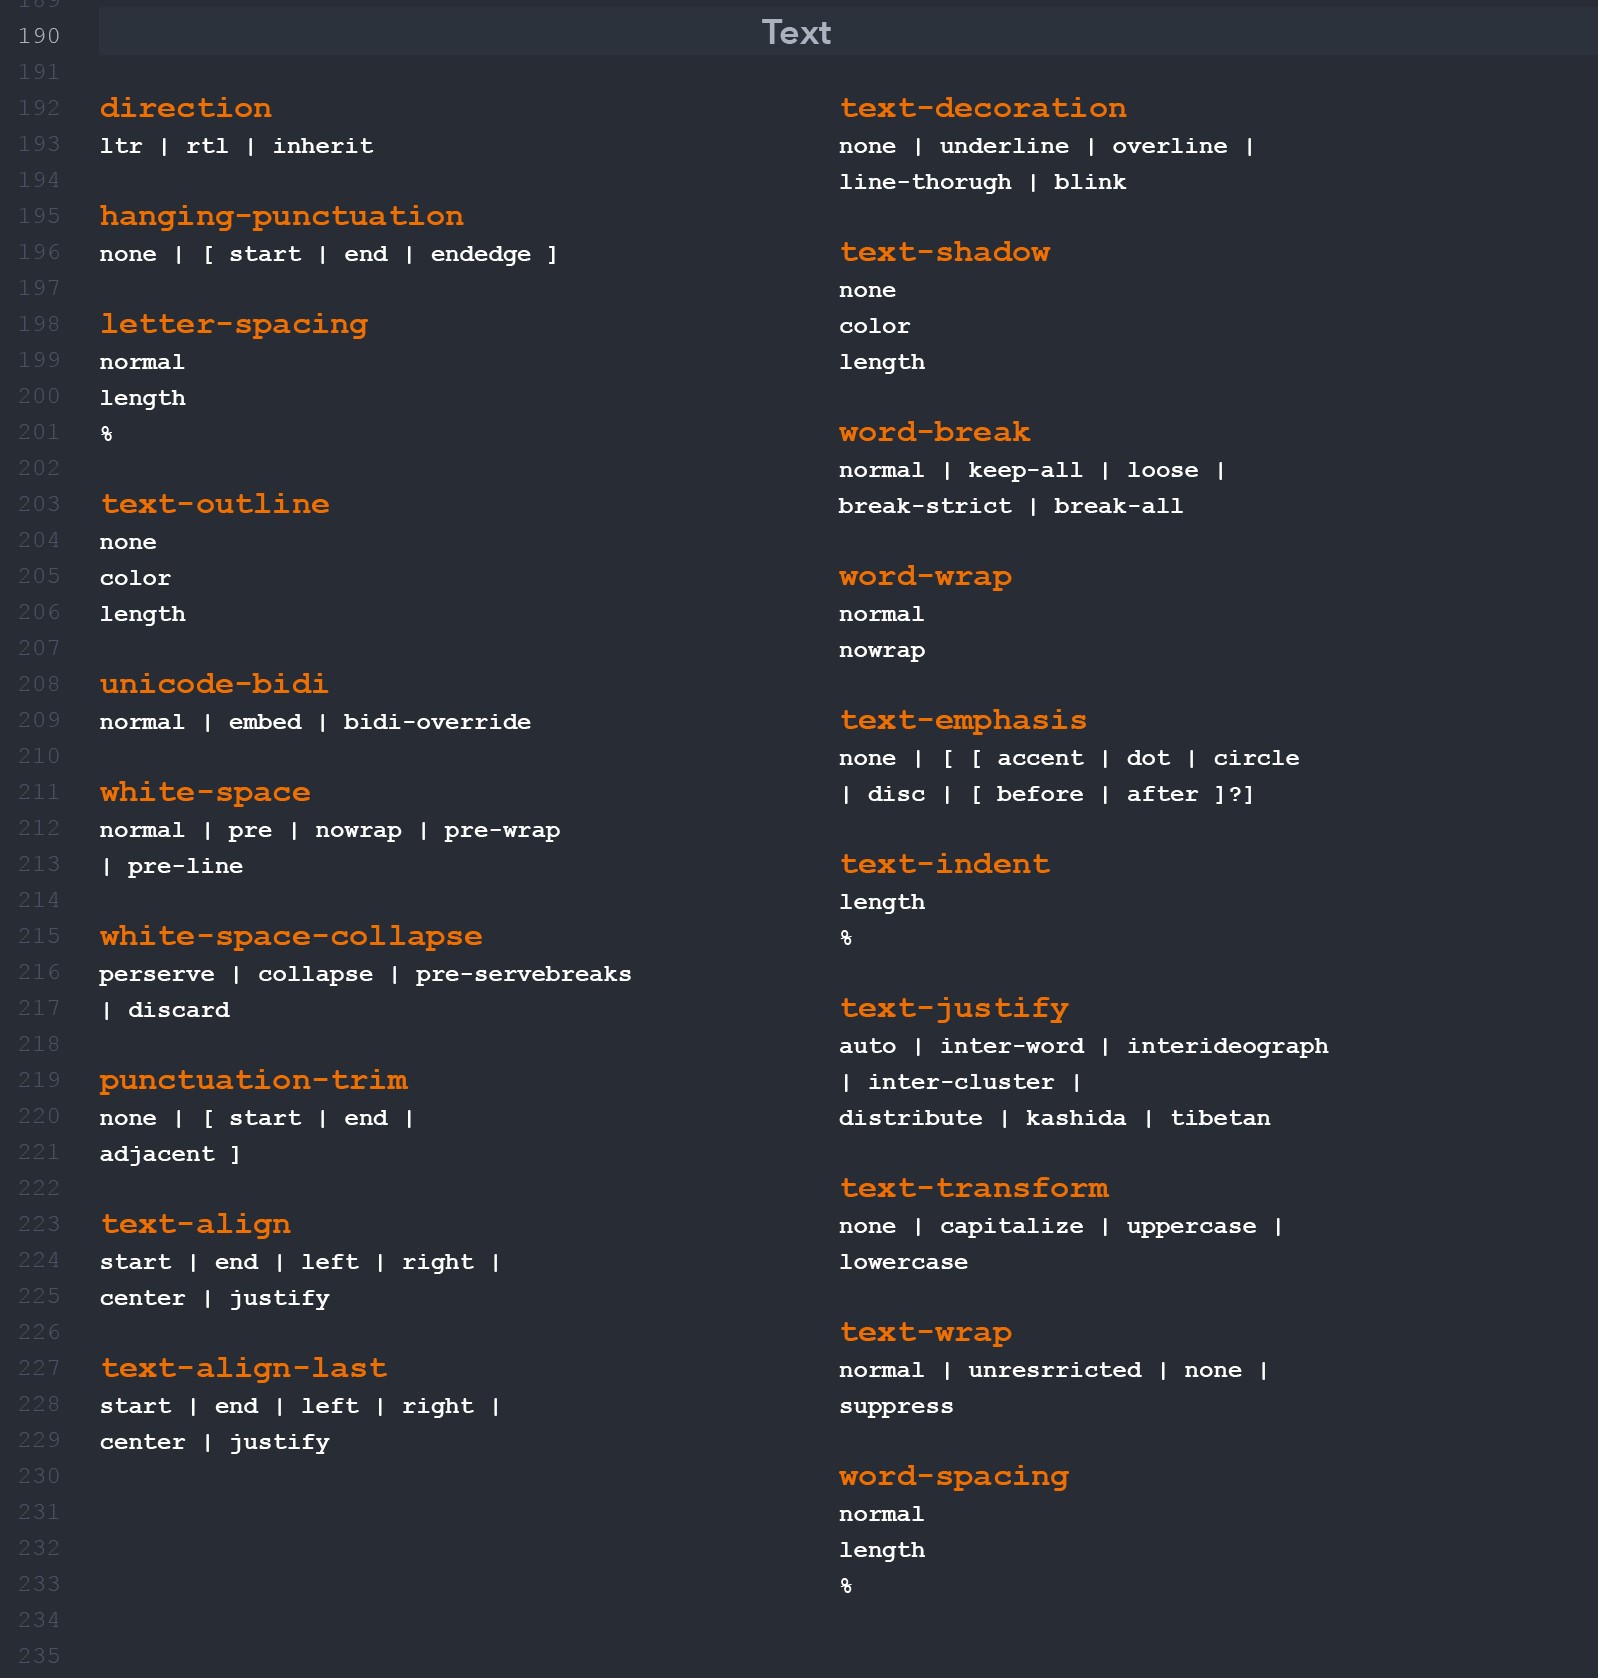 189
190
Text
191
192
193
194
195
196
197
198
199
200
201
202
203
204
205
206
207
208
209
210
211
212
213
214
215
216
217
218
219
220
221
222
223
224
225
226
227
228
229
230
231
232
233
234
235
direction
ltr | rtl | inherit
hanging-punctuation
none | [ start | end | endedge ]
letter-spacing
normal
length
%
text-outline
none
color
length
unicode-bidi
normal | embed | bidi-override
white-space
normal | pre | nowrap | pre-wrap
| pre-line
white-space-collapse
perserve | collapse | pre-servebreaks
| discard
punctuation-trim
none | [ start | end |
adjacent ]
text-align
start | end | left | right |
center | justify
text-align-last
start | end | left | right |
center | justify
text-decoration
none | underline | overline |
line-thorugh | blink
text-shadow
none
color
length
word-break
normal | keep-all | loose |
break-strict | break-all
word-wrap
normal
nowrap
text-emphasis
none | [ [ accent | dot | circle
| disc | [ before | after ]?]
text-indent
length
%
text-justify
auto | inter-word | interideograph
| inter-cluster |
distribute | kashida | tibetan
text-transform
none | capitalize | uppercase |
lowercase
text-wrap
normal | unresrricted | none |
suppress
word-spacing
normal
length
%